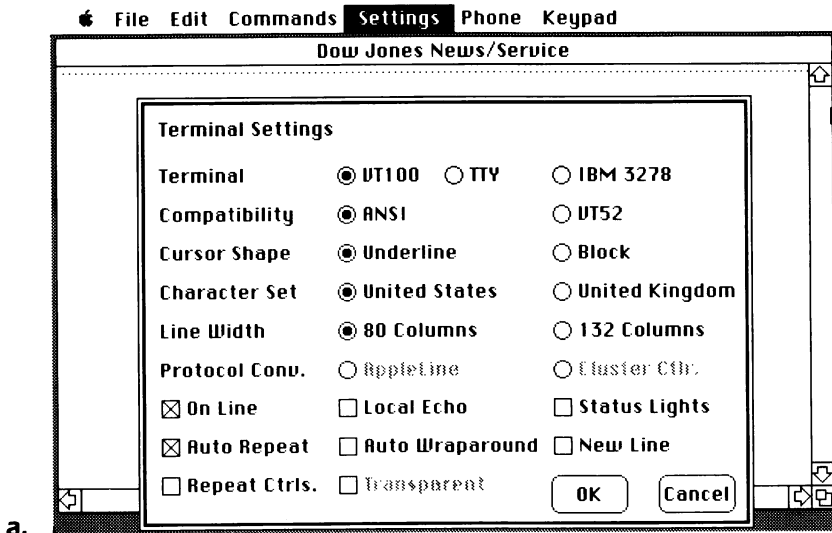 File Edit Commands Settings Phone Keypad
Dow Jones News/Service
Terminal Settings
Terminal VT100 TTY IBM 3278
Compatibility ANSI VT52
Cursor Shape Underline Block
Character Set United States United Kingdom
Line Width 80 Columns 132 Columns
Protocol Conv. AppleLine Cluster Ctlr.
On Line Local Echo Status Lights
Auto Repeat Auto Wraparound New Line
Repeat Ctrls. Transparent OK Cancel
a.